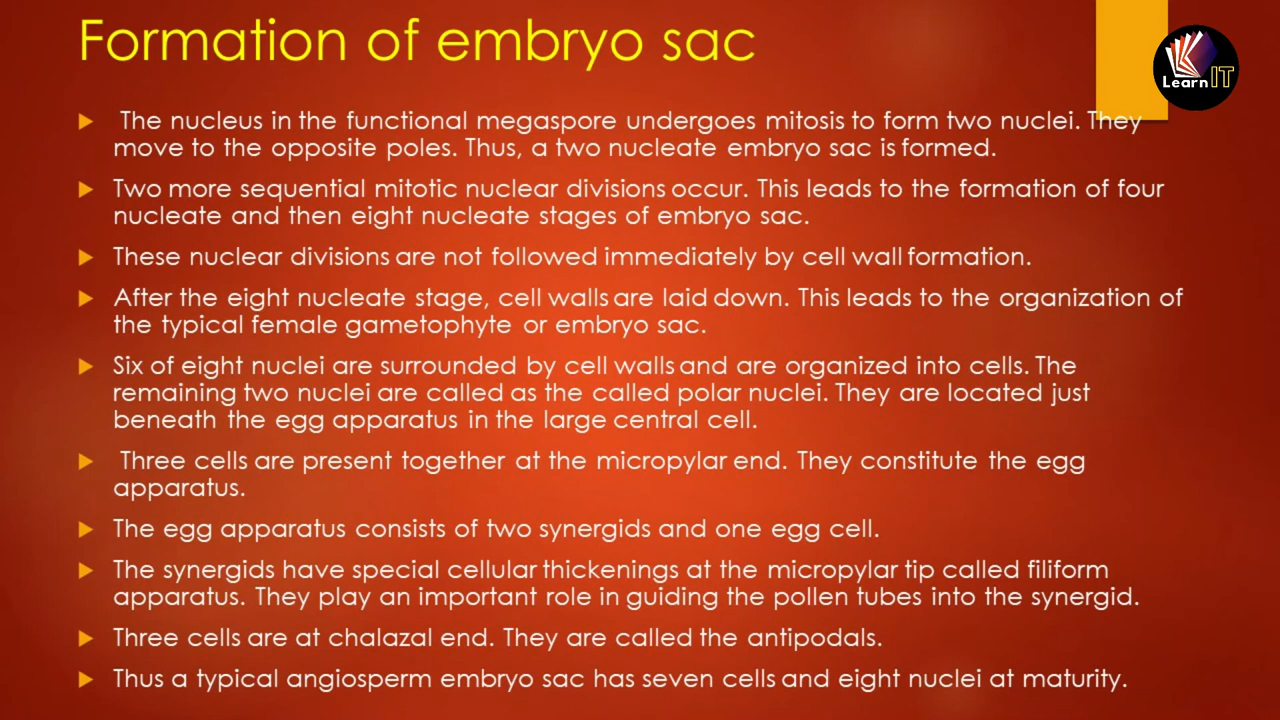 Formation of embryo sac
Learn IT
The nucleus in the functional megaspore undergoes mitosis to form two nuclei. They
move to the opposite poles. Thus, a two nucleate embryo sac is formed.
Two more sequential mitotic nuclear divisions occur. This leads to the formation of four
nucleate and then eight nucleate stages of embryo sac.
These nuclear divisions are not followed immediately by cell wall formation.
After the eight nucleate stage, cell walls are laid down. This leads to the organization of
the typical female gametophyte or embryo sac.
Six of eight nuclei are surrounded by cell walls and are organized into cells. The
remaining two nuclei are called as the called polar nuclei. They are located just
beneath the egg apparatus in the large central cell.
Three cells are present together at the micropylar end. They constitute the egg
apparatus.
The egg apparatus consists of two synergids and one egg cell.
The synergids have special cellular thickenings at the micropylar tip called filiform
apparatus. They play an important role in guiding the pollen tubes into the synergid.
Three cells are at chalazal end. They are called the antipodals.
Thus a typical angiosperm embryo sac has seven cells and eight nuclei at maturity.